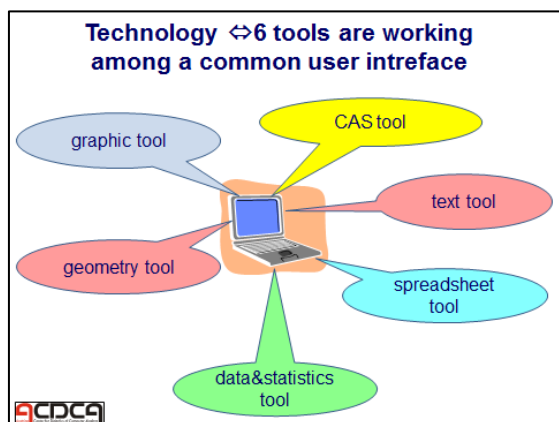 Technology ⇔6 tools are working
among a common user intreface
graphic tool
CAS tool
text tool
geometry tool
spreadsheet
tool
data&statistics
tool
acdca